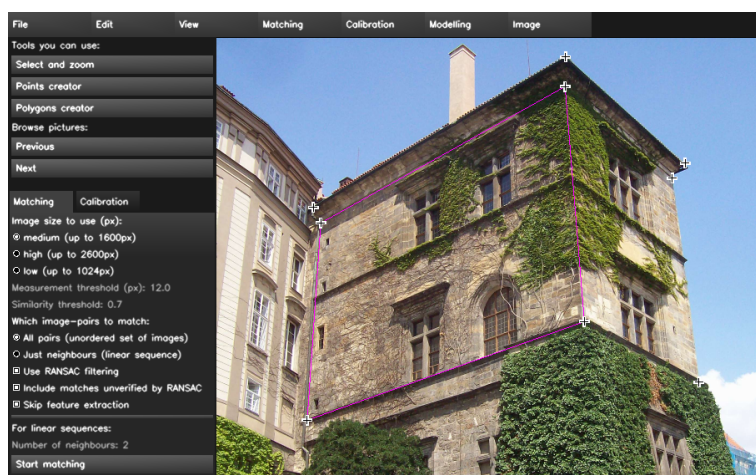 File Edit View Matching Calibration Modelling Image
Tools you can use:
Select and zoom
Points creator
Polygons creator
Browse pictures:
Previous
Next
Matching Calibration
Image size to use (px):
medium (up to 1600px)
high (up to 2600px)
low (up to 1024px)
Measurement threshold (px): 12.0
Similarity threshold: 0.7
Which image-pairs to match:
All pairs (unordered set of images)
Just neighbours (linear sequence)
Use RANSAC filtering
Include matches unverified by RANSAC
Skip feature extraction
For linear sequences:
Number of neighbours: 2
Start matching